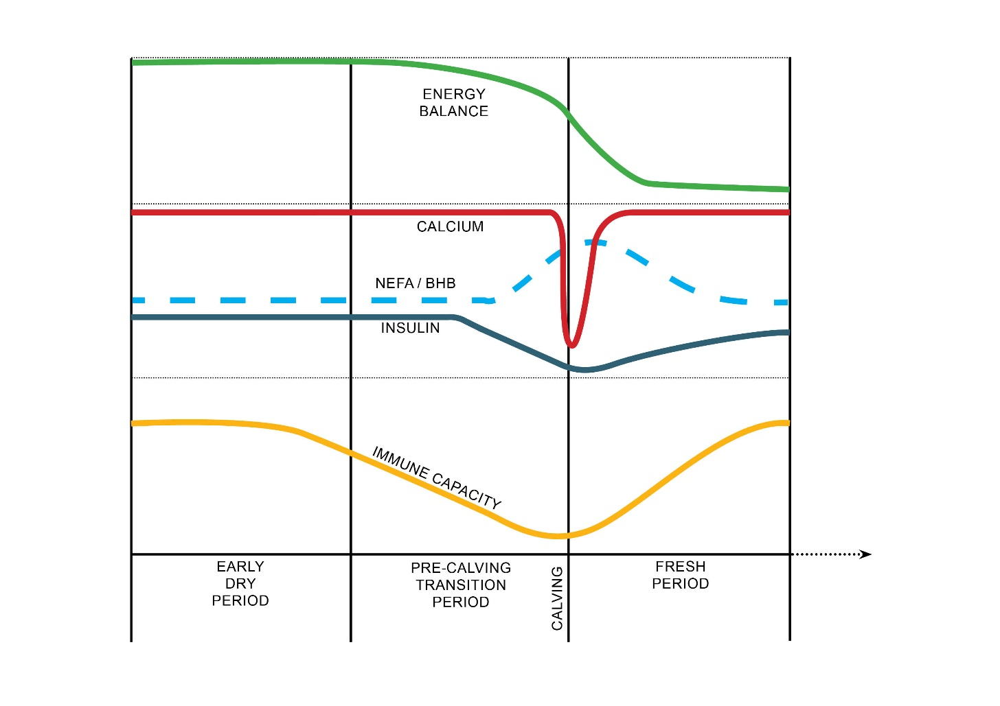 ENERGY
BALANCE
CALCIUM
NEFA / BHB
INSULIN
IMMUNE CAPACITY
EARLY
DRY
PERIOD
PRE-CALVING
TRANSITION
PERIOD
CALVING
FRESH
PERIOD